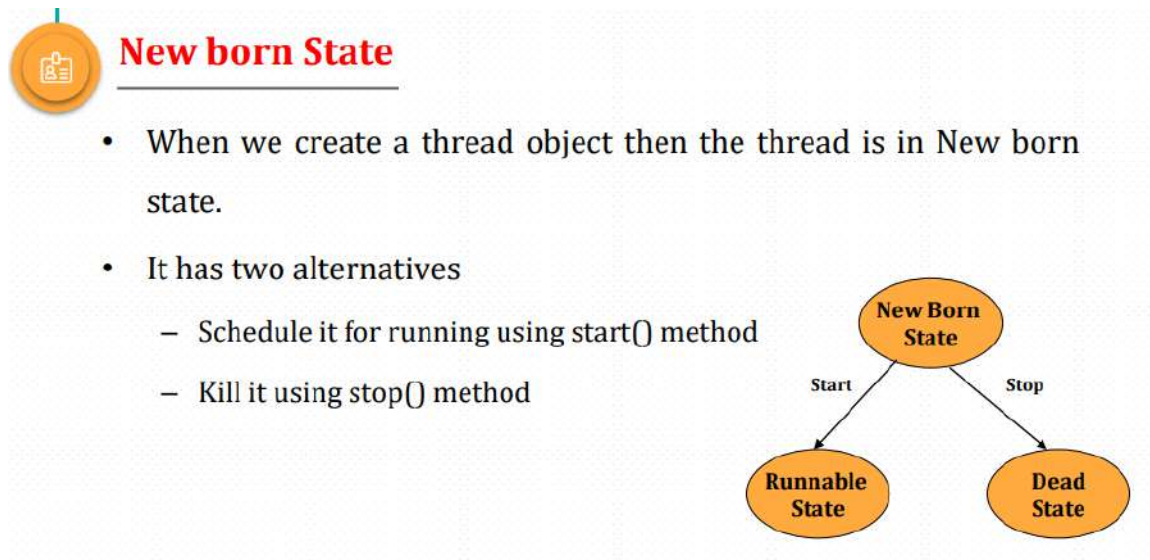 New born State
• When we create a thread object then the thread is in New born
state.
• It has two alternatives
– Schedule it for running using start() method
– Kill it using stop() method
New Born
State
Start
Stop
Runnable
State
Dead
State